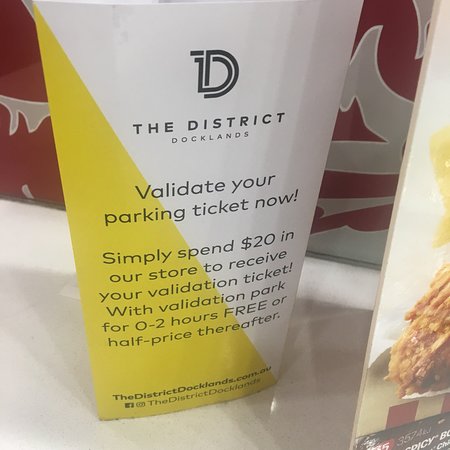 D
THE DISTRICT
DOCKLANDS
Validate your
parking ticket now!
Simply spend $20 in
our store to receive
your validation ticket!
With validation park
for 0-2 hours FREE or
half-price thereafter.
TheDistrictDocklands.com.au
TheDistrictDocklands
3574kJ